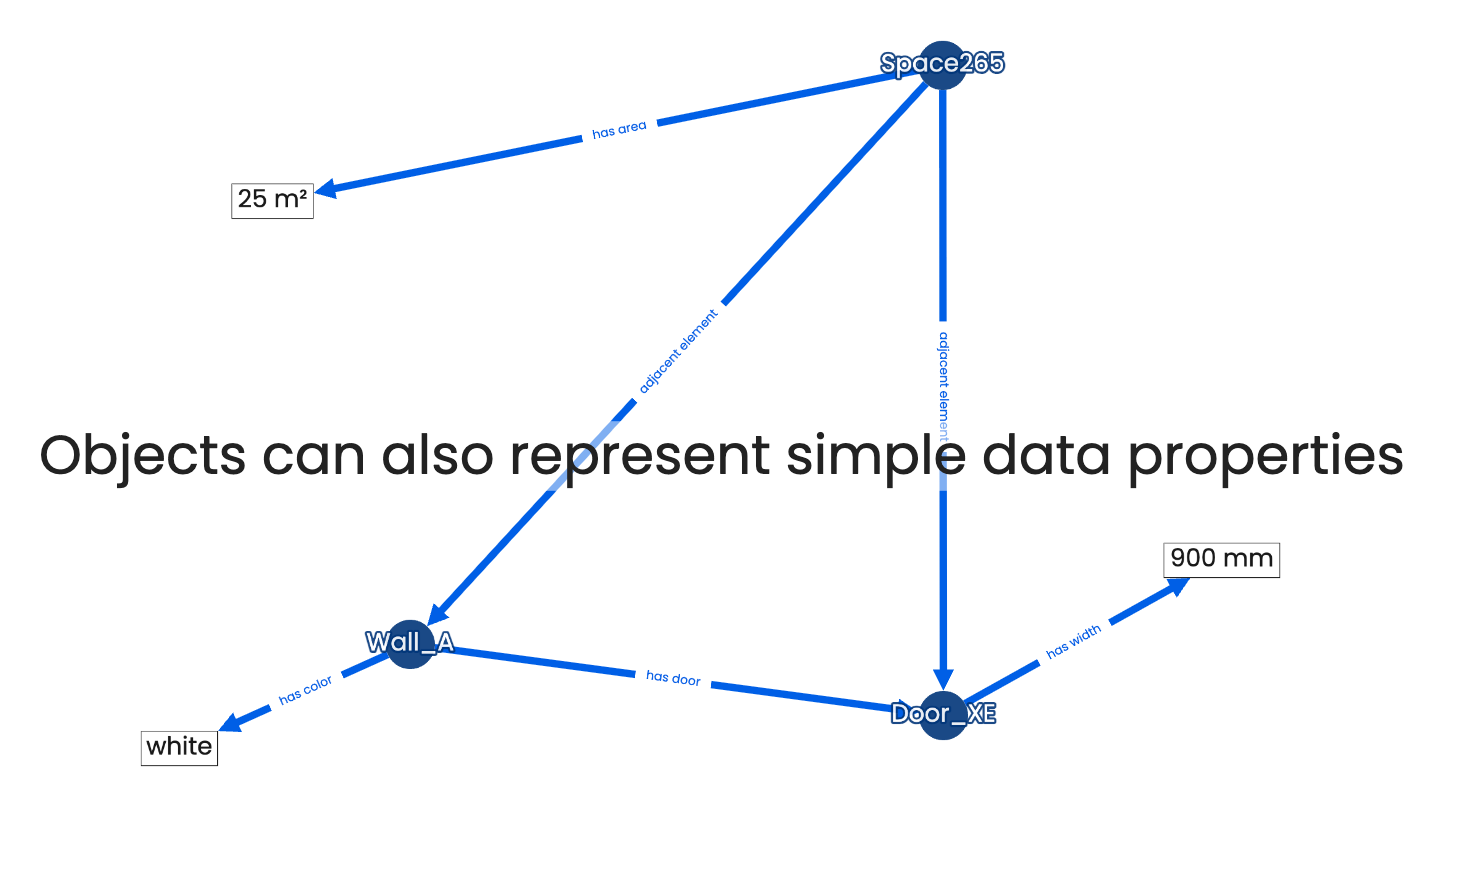 Space265
has area
25 m²
adjacent element
adjacent element
Objects can also represent simple data properties
900 mm
has width
Wall_A
has door
has color
Door_XE
white